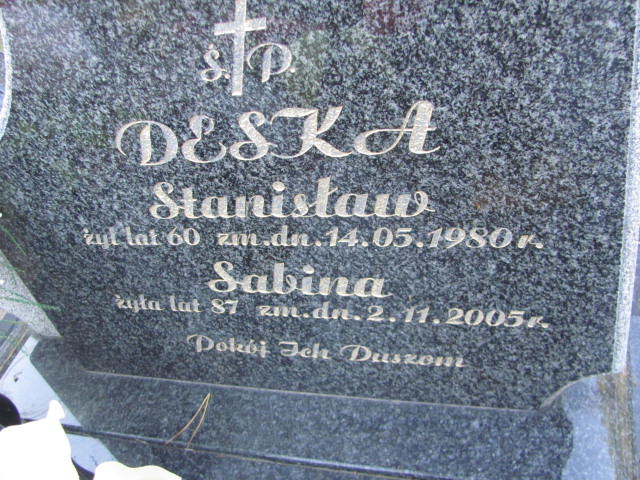 Ś. P.
DESKA
Stanisław
żył lat 60 zm. dn. 14.05.1980 r.
Sabina
żyła lat 87 zm. dn. 2.11.2005 r.
Pokój Ich Duszom